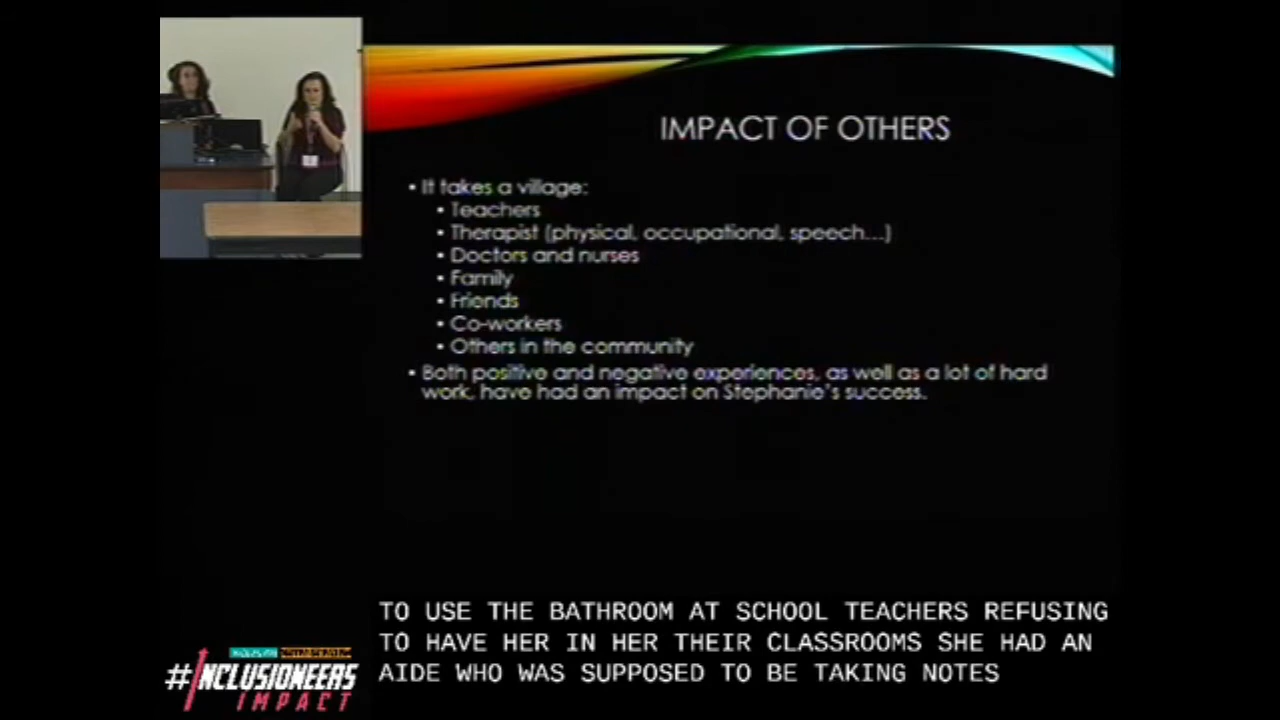 IMPACT OF OTHERS
• It takes a village:
• Teachers
• Therapist (physical, occupational, speech...)
• Doctors and nurses
• Family
• Friends
• Co-workers
• Others in the community
• Both positive and negative experiences, as well as a lot of hard
work, have had an impact on Stephanie's success.
TO USE THE BATHROOM AT SCHOOL TEACHERS REFUSING
TO HAVE HER IN HER THEIR CLASSROOMS SHE HAD AN
AIDE WHO WAS SUPPOSED TO BE TAKING NOTES
#INCLUSIONEERS
IMPACT